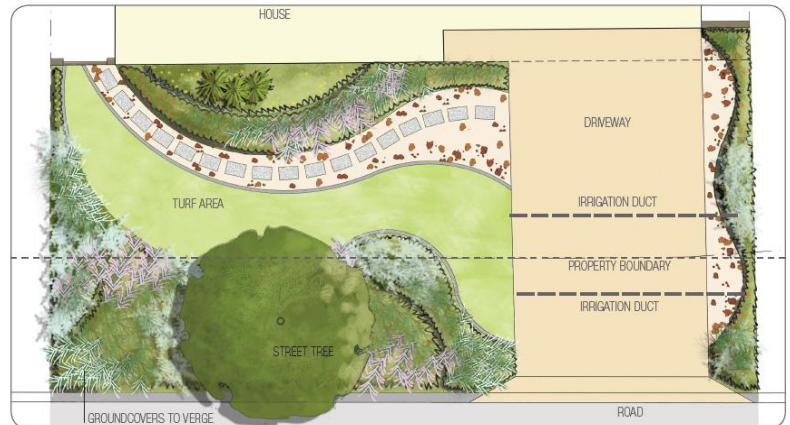 HOUSE
DRIVEWAY
IRRIGATION DUCT
TURF AREA
PROPERTY BOUNDARY
IRRIGATION DUCT
STREET TREE
ROAD
GROUNDCOVERS TO VERGE